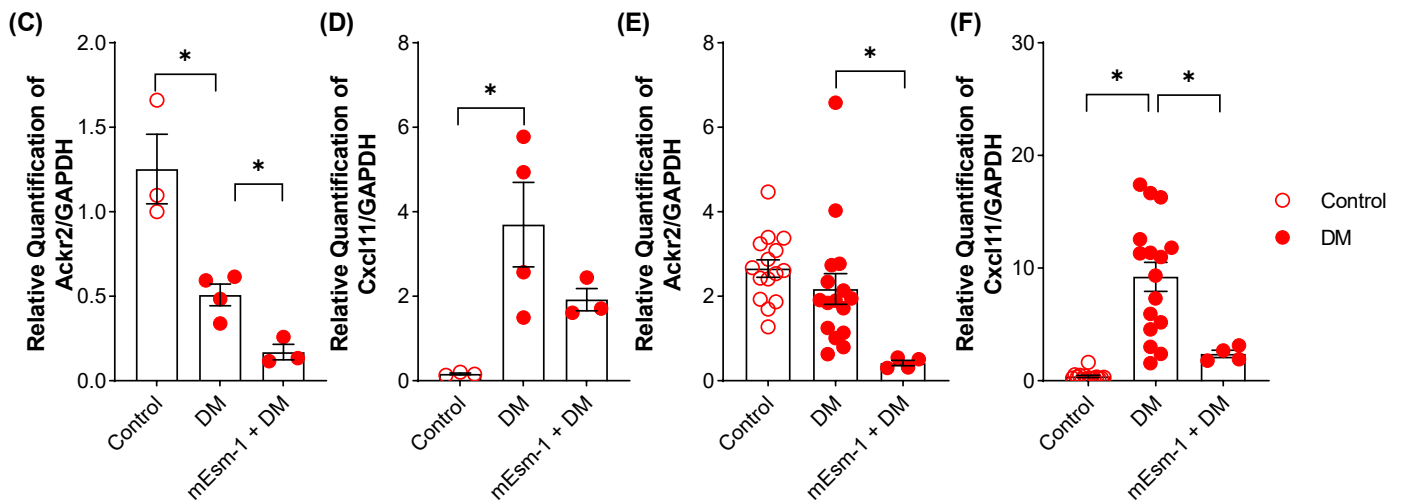 (C)
Relative Quantification of
Ackr2/GAPDH
2.0
1.5
1.0
0.5
0.0
*
*
Control
DM
mEsm-1 + DM
(D)
Relative Quantification of
Cxcl11/GAPDH
8
6
4
2
0
*
Control
DM
mEsm-1 + DM
(E)
Relative Quantification of
Ackr2/GAPDH
8
6
4
2
0
*
Control
DM
mEsm-1 + DM
(F)
Relative Quantification of
Cxcl11/GAPDH
30
20
10
0
*
*
Control
DM
mEsm-1 + DM
Control
DM